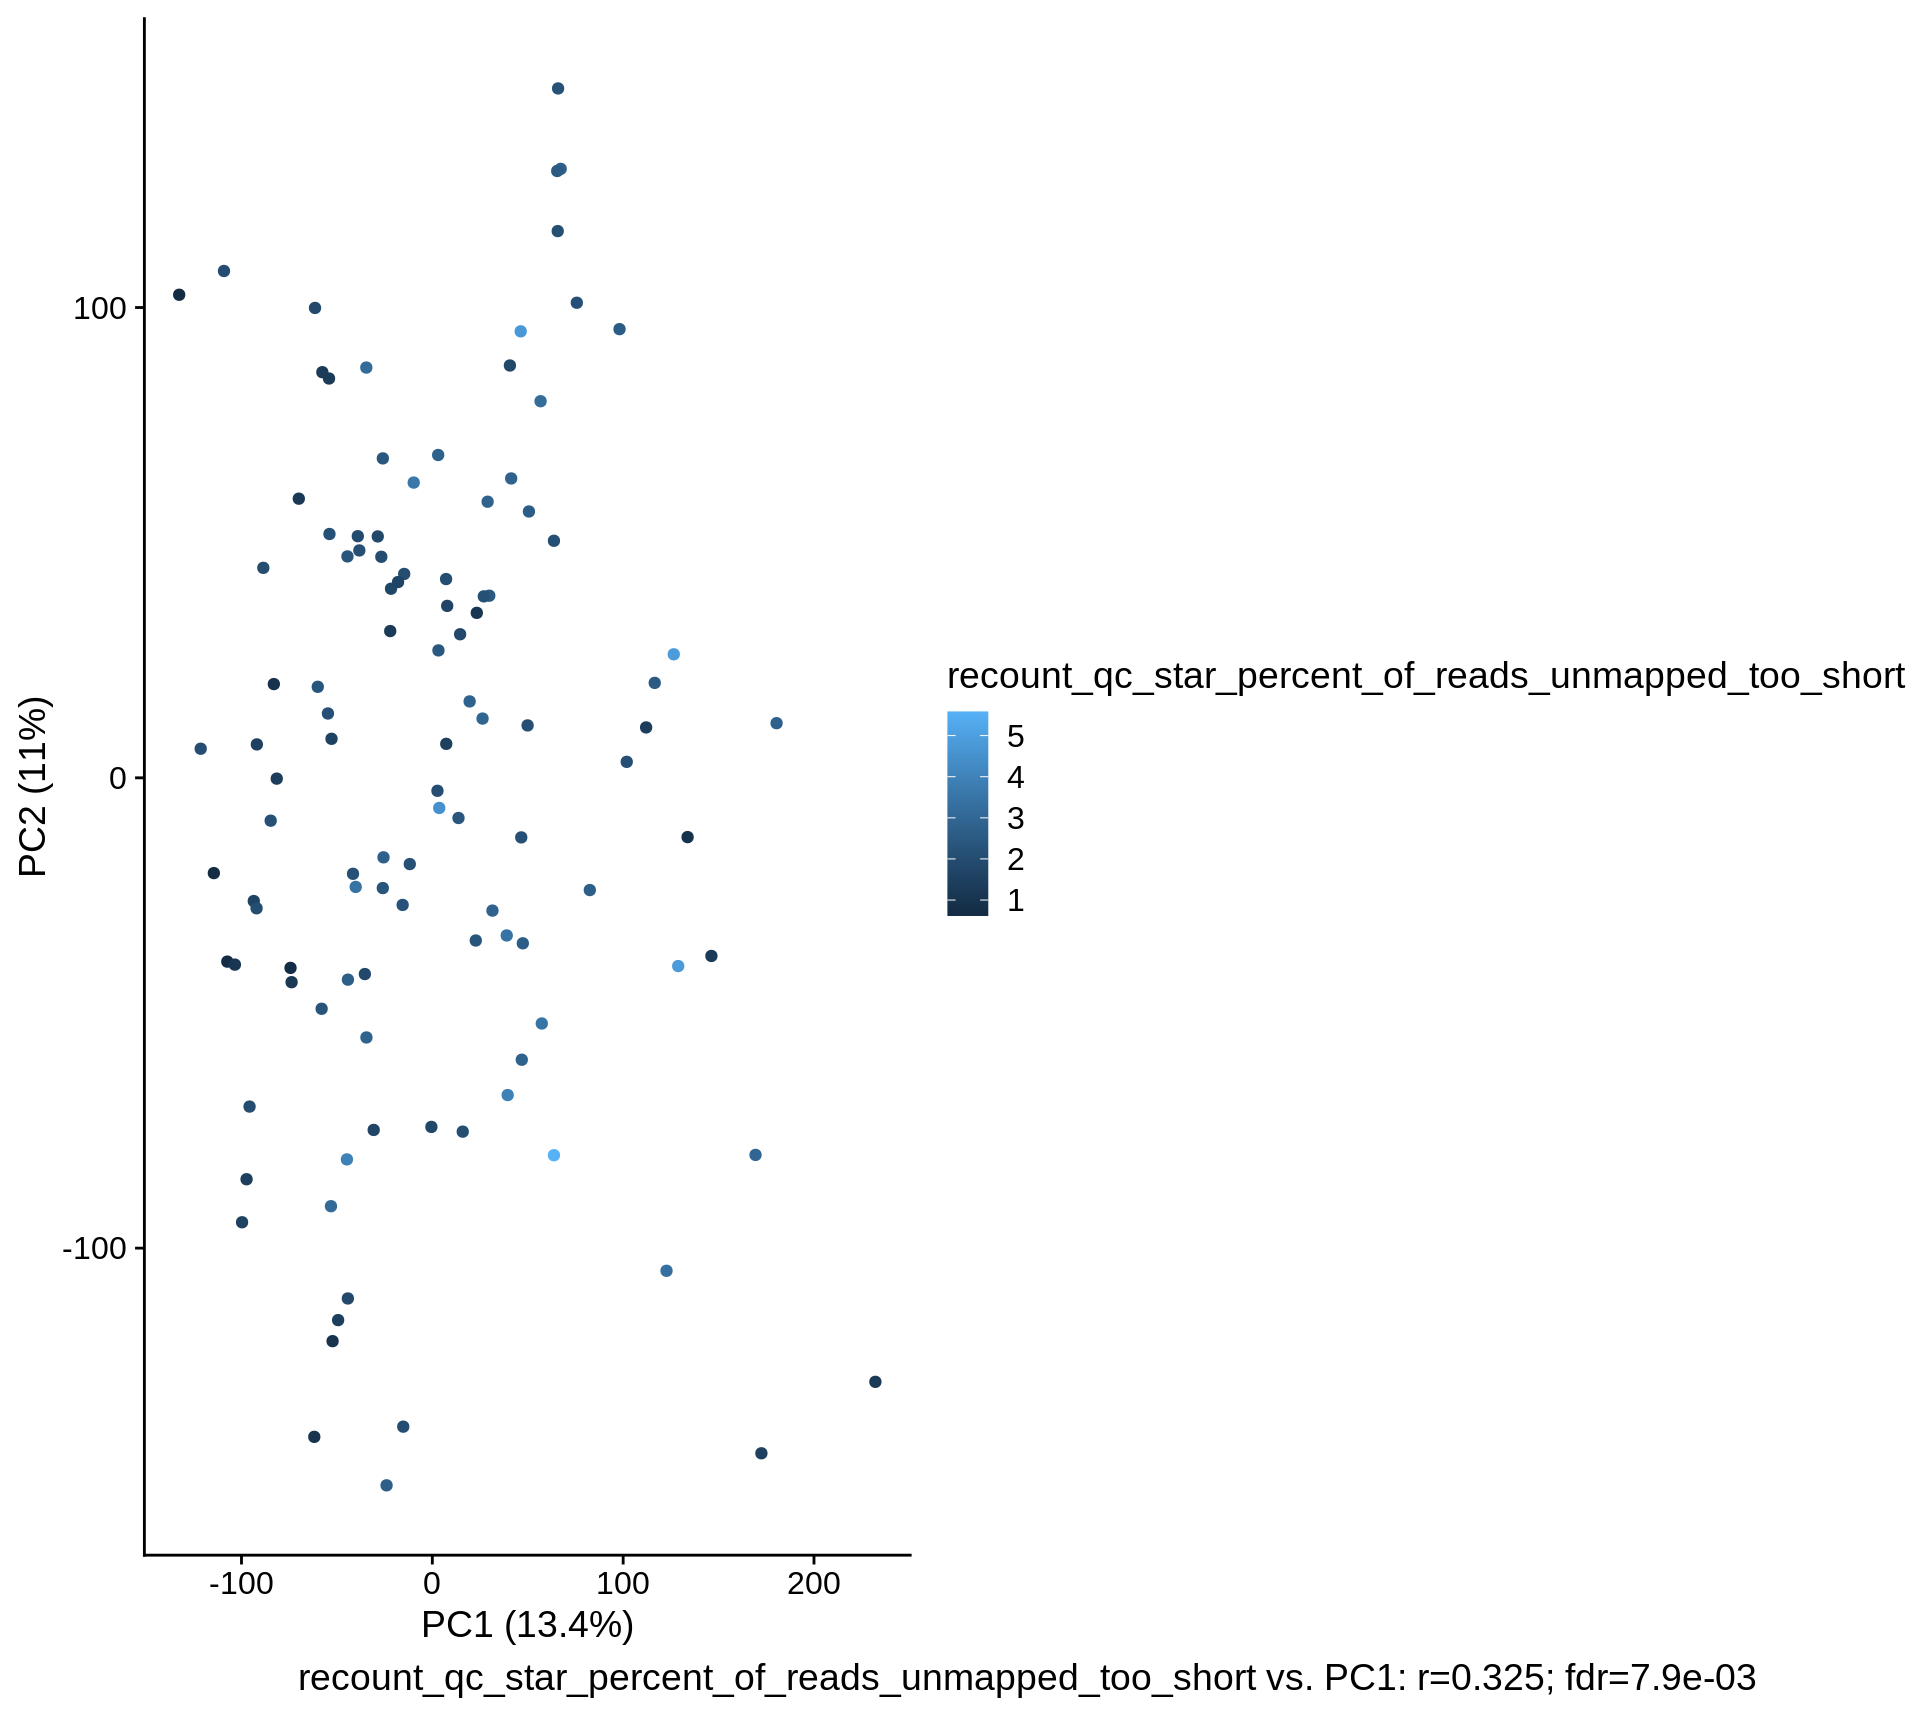 100
0
-100
PC2 (11%)
-100 0 100 200
PC1 (13.4%)
recount_qc_star_percent_of_reads_unmapped_too_short
5
4
3
2
1
recount_qc_star_percent_of_reads_unmapped_too_short vs. PC1: r=0.325; fdr=7.9e-03